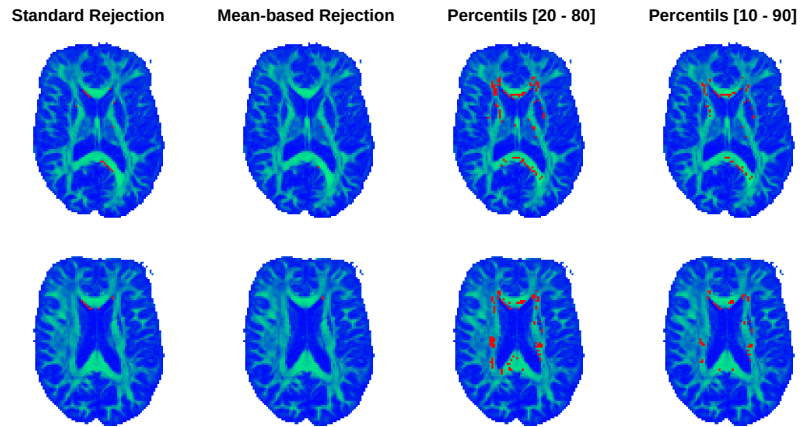 Standard Rejection Mean-based Rejection Percentils [20 - 80] Percentils [10 - 90]